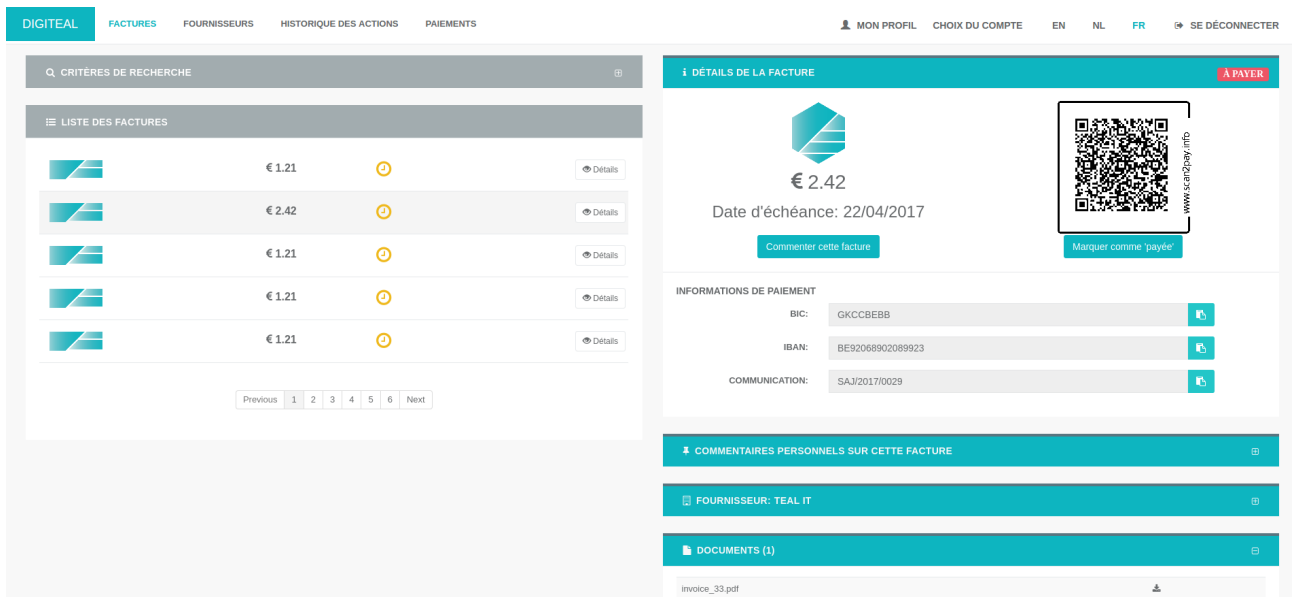 DIGITEAL FACTURES FOURNISSEURS HISTORIQUE DES ACTIONS PAIEMENTS MON PROFIL CHOIX DU COMPTE EN NL FR SE DÉCONNECTER
CRITÈRES DE RECHERCHE
LISTE DES FACTURES
€ 1.21 Détails
€ 2.42 Détails
€ 1.21 Détails
€ 1.21 Détails
€ 1.21 Détails
Previous 1 2 3 4 5 6 Next
DÉTAILS DE LA FACTURE À PAYER
€ 2.42
Date d'échéance: 22/04/2017
www.scan2pay.info
Commenter cette facture Marquer comme 'payée'
INFORMATIONS DE PAIEMENT
BIC: GKCCBEBB
IBAN: BE92068902089923
COMMUNICATION: SAJ/2017/0029
COMMENTAIRES PERSONNELS SUR CETTE FACTURE
FOURNISSEUR: TEAL IT
DOCUMENTS (1)
invoice_33.pdf